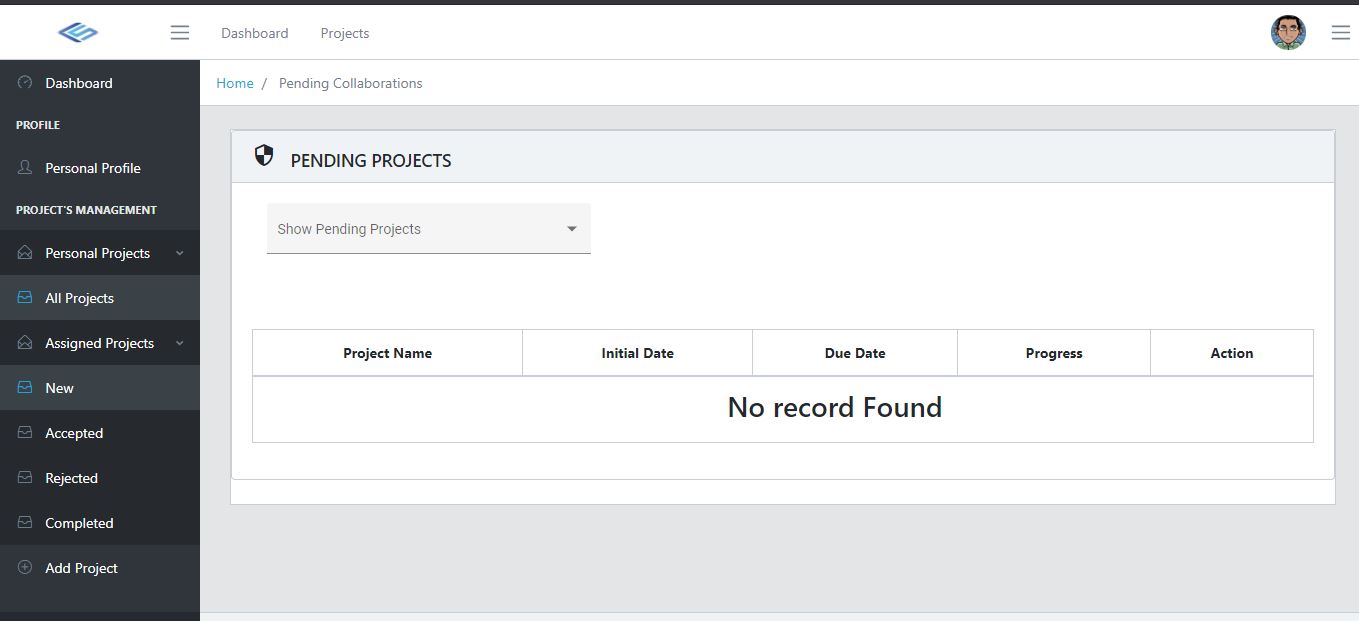 Dashboard
Projects
Dashboard
PROFILE
Personal Profile
PROJECT'S MANAGEMENT
Personal Projects
All Projects
Assigned Projects
New
Accepted
Rejected
Completed
Add Project
Home / Pending Collaborations
PENDING PROJECTS
Show Pending Projects
Project Name Initial Date Due Date Progress Action
No record Found